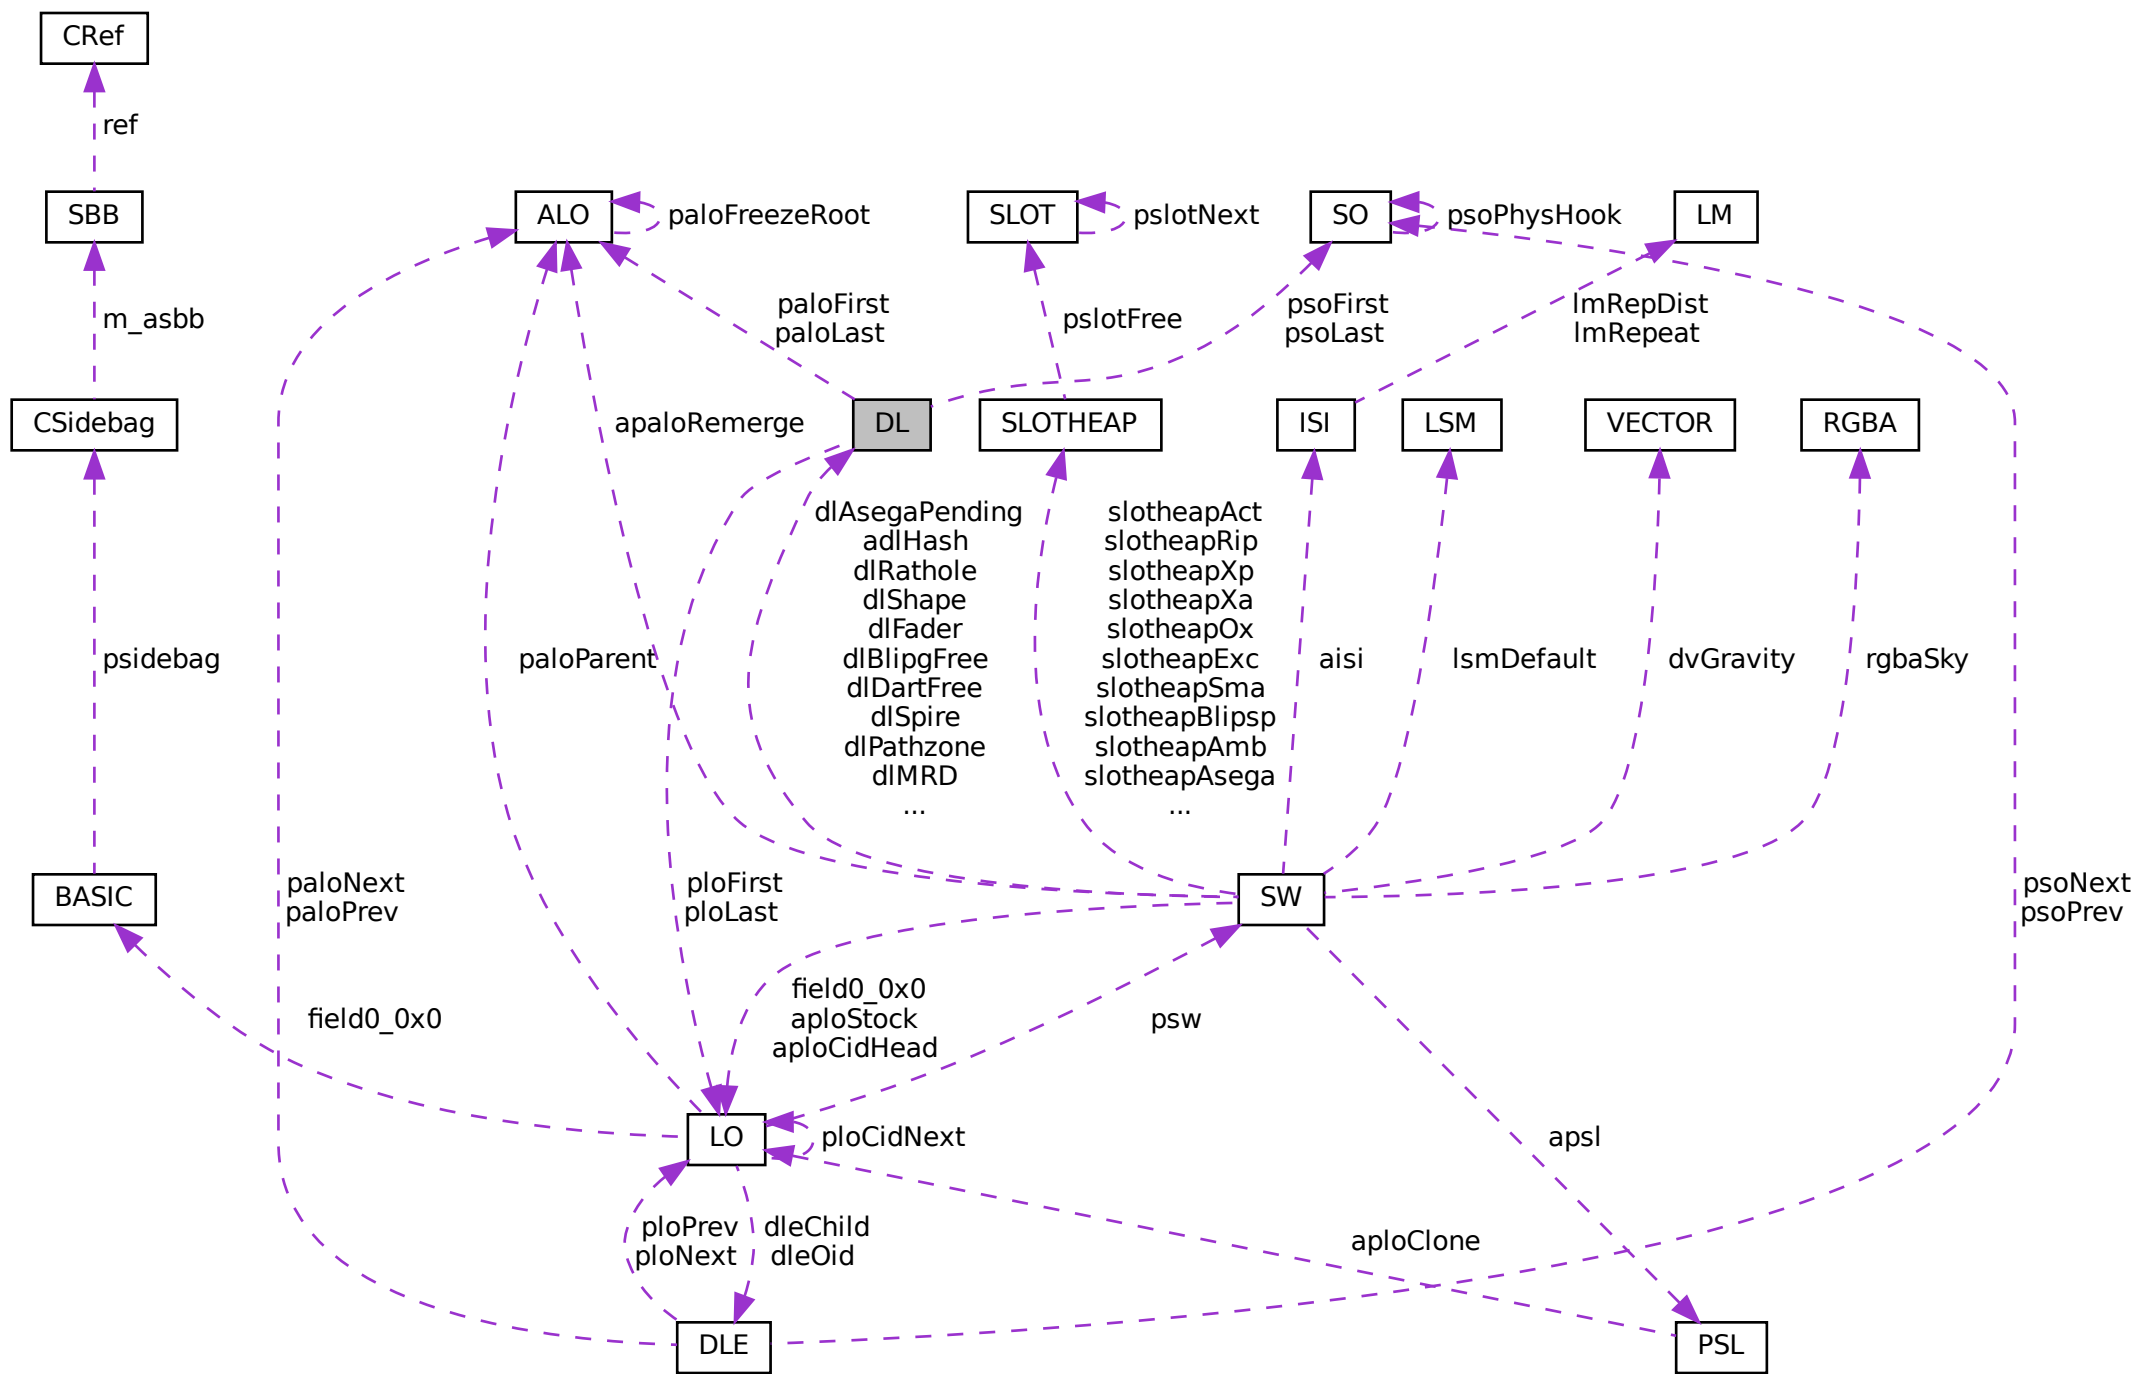 CRef
ref
SBB
ALO
paloFreezeRoot
SLOT
pslotNext
SO
psoPhysHook
LM
m_asbb
paloFirst
paloLast
pslotFree
psoFirst
psoLast
lmRepDist
lmRepeat
CSidebag
apaloRemerge
DL
SLOTHEAP
ISI
LSM
VECTOR
RGBA
psidebag
paloParent
dlAsegaPending
adlHash
dlRathole
dlShape
dlFader
dlBlipgFree
dlDartFree
dlSpire
dlPathzone
dlMRD
...
slotheapAct
slotheapRip
slotheapXp
slotheapXa
slotheapOx
slotheapExc
slotheapSma
slotheapBlipsp
slotheapAmb
slotheapAsega
...
aisi
lsmDefault
dvGravity
rgbaSky
BASIC
paloNext
paloPrev
ploFirst
ploLast
SW
psoNext
psoPrev
field0_0x0
field0_0x0
aploStock
aploCidHead
psw
LO
ploCidNext
apsl
ploPrev
ploNext
dleChild
dleOid
aploClone
DLE
PSL